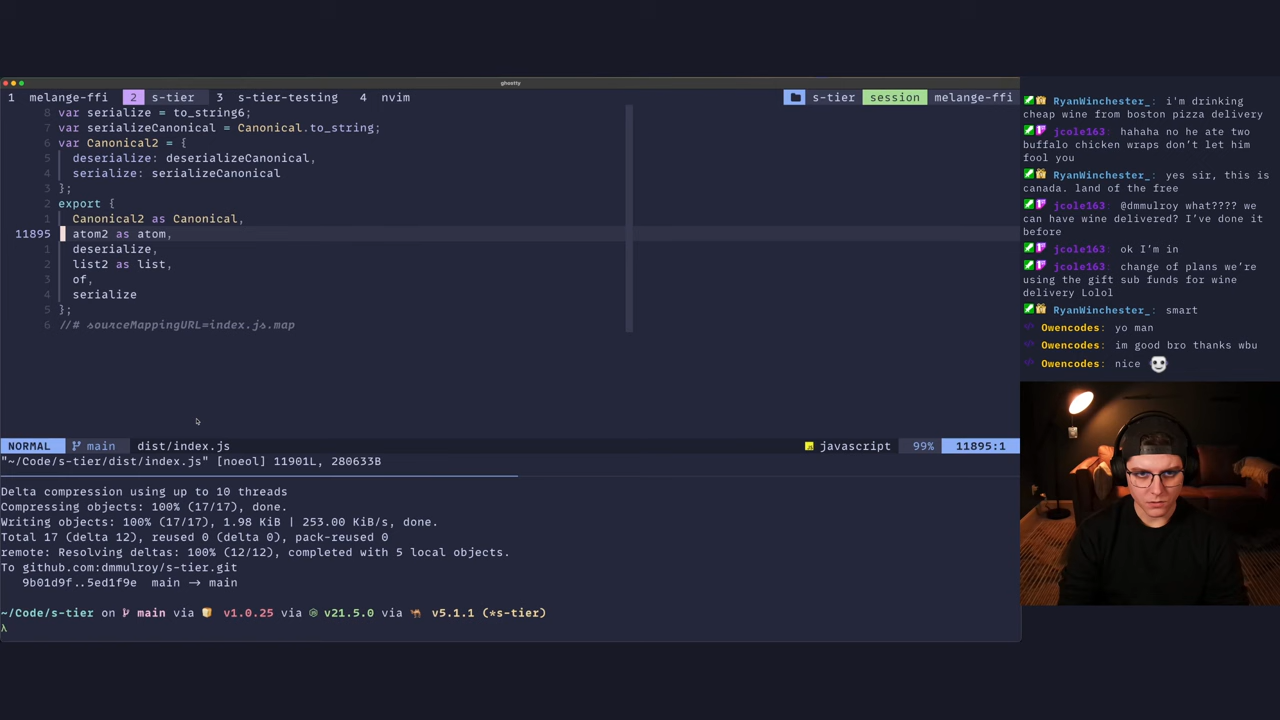 ghostty
1 melange-ffi 2 s-tier 3 s-tier-testing 4 nvim s-tier session melange-ffi
8 var serialize = to_string6;
7 var serializeCanonical = Canonical.to_string;
6 var Canonical2 = {
5 deserialize: deserializeCanonical,
4 serialize: serializeCanonical
3 };
2 export {
1 Canonical2 as Canonical,
11895 atom2 as atom,
1 deserialize,
2 list2 as list,
3 of,
4 serialize
5 };
6 //# sourceMappingURL=index.js.map
NORMAL main dist/index.js javascript 99% 11895:1
"~/Code/s-tier/dist/index.js" [noeol] 11901L, 280633B
Delta compression using up to 10 threads
Compressing objects: 100% (17/17), done.
Writing objects: 100% (17/17), 1.98 KiB | 253.00 KiB/s, done.
Total 17 (delta 12), reused 0 (delta 0), pack-reused 0
remote: Resolving deltas: 100% (12/12), completed with 5 local objects.
To github.com:dmmulroy/s-tier.git
9b01d9f..5ed1f9e main → main
~/Code/s-tier on main via v1.0.25 via v21.5.0 via v5.1.1 (*s-tier)
λ
RyanWinchester_: i'm drinking
cheap wine from boston pizza delivery
jcole163: hahaha no he ate two
buffalo chicken wraps don't let him
fool you
RyanWinchester_: yes sir, this is
canada. land of the free
jcole163: @dmmulroy what???? we
can have wine delivered? I've done it
before
jcole163: ok I'm in
jcole163: change of plans we're
using the gift sub funds for wine
delivery Lolol
RyanWinchester_: smart
Owencodes: yo man
Owencodes: im good bro thanks wbu
Owencodes: nice